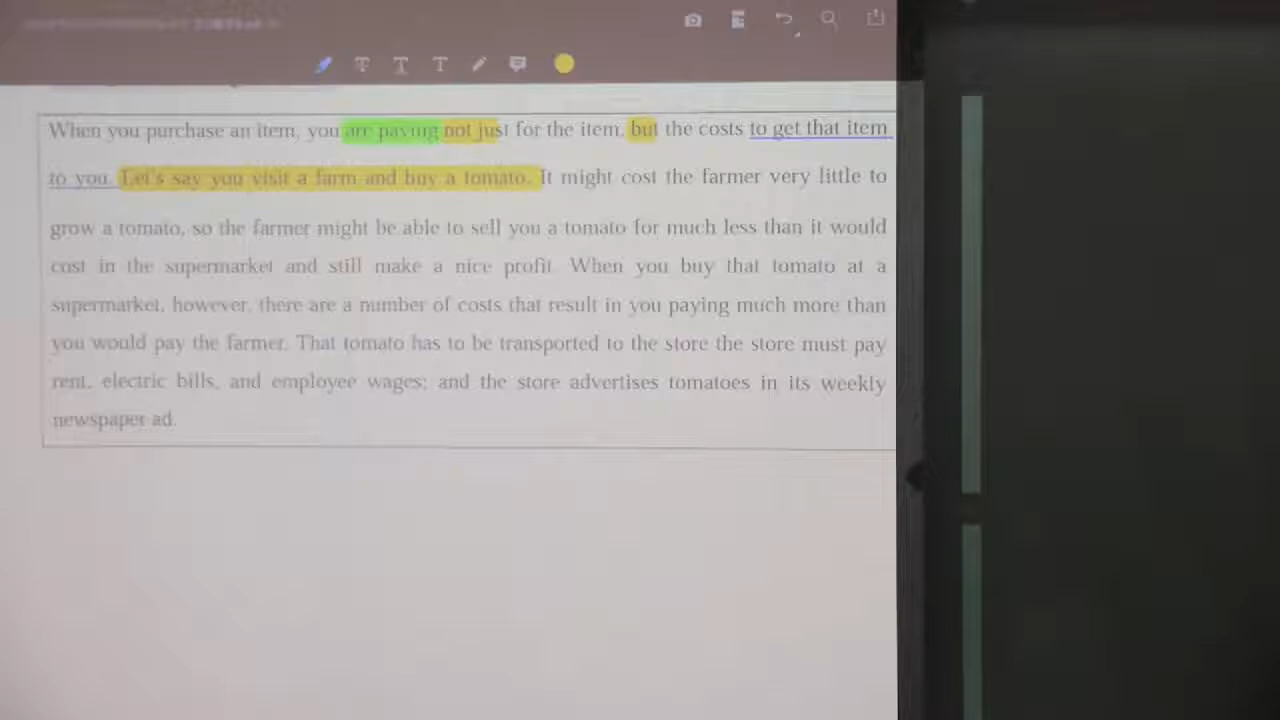 When you purchase an item, you are paying not just for the item, but the costs to get that item
to you. Let's say you visit a farm and buy a tomato. It might cost the farmer very little to
grow a tomato, so the farmer might be able to sell you a tomato for much less than it would
cost in the supermarket and still make a nice profit. When you buy that tomato at a
supermarket, however, there are a number of costs that result in you paying much more than
you would pay the farmer. That tomato has to be transported to the store the store must pay
rent, electric bills, and employee wages; and the store advertises tomatoes in its weekly
newspaper ad.